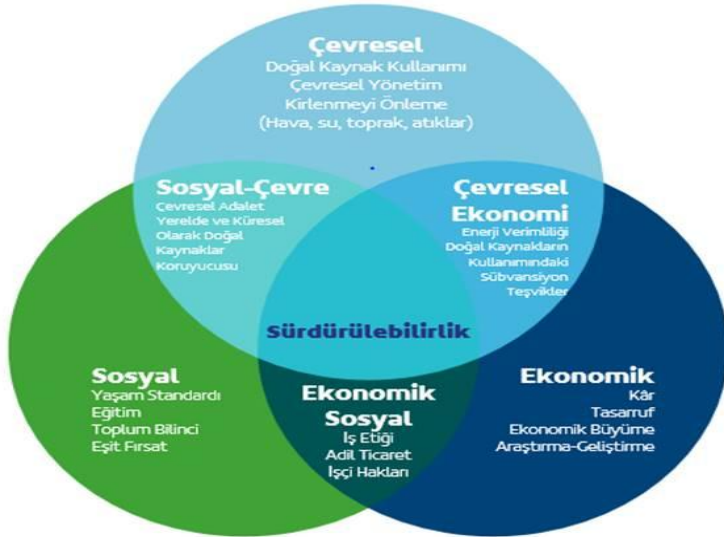 Çevresel
Doğal Kaynak Kullanımı
Çevresel Yönetim
Kirlenmeyi Önleme
(Hava, su, toprak, atıklar)
Sosyal-Çevre
Çevresel Adalet
Yerelde ve Küresel
Olarak Doğal
Kaynaklar
Koruyucusu
Çevresel
Ekonomi
Enerji Verimliliği
Doğal Kaynakların
Kullanımındaki
Sübvansiyon
Teşvikler
Sürdürülebilirlik
Sosyal
Yaşam Standardı
Eğitim
Toplum Bilinci
Eşit Fırsat
Ekonomik
Sosyal
İş Etiği
Adil Ticaret
İşçi Hakları
Ekonomik
Kâr
Tasarruf
Ekonomik Büyüme
Araştırma-Geliştirme